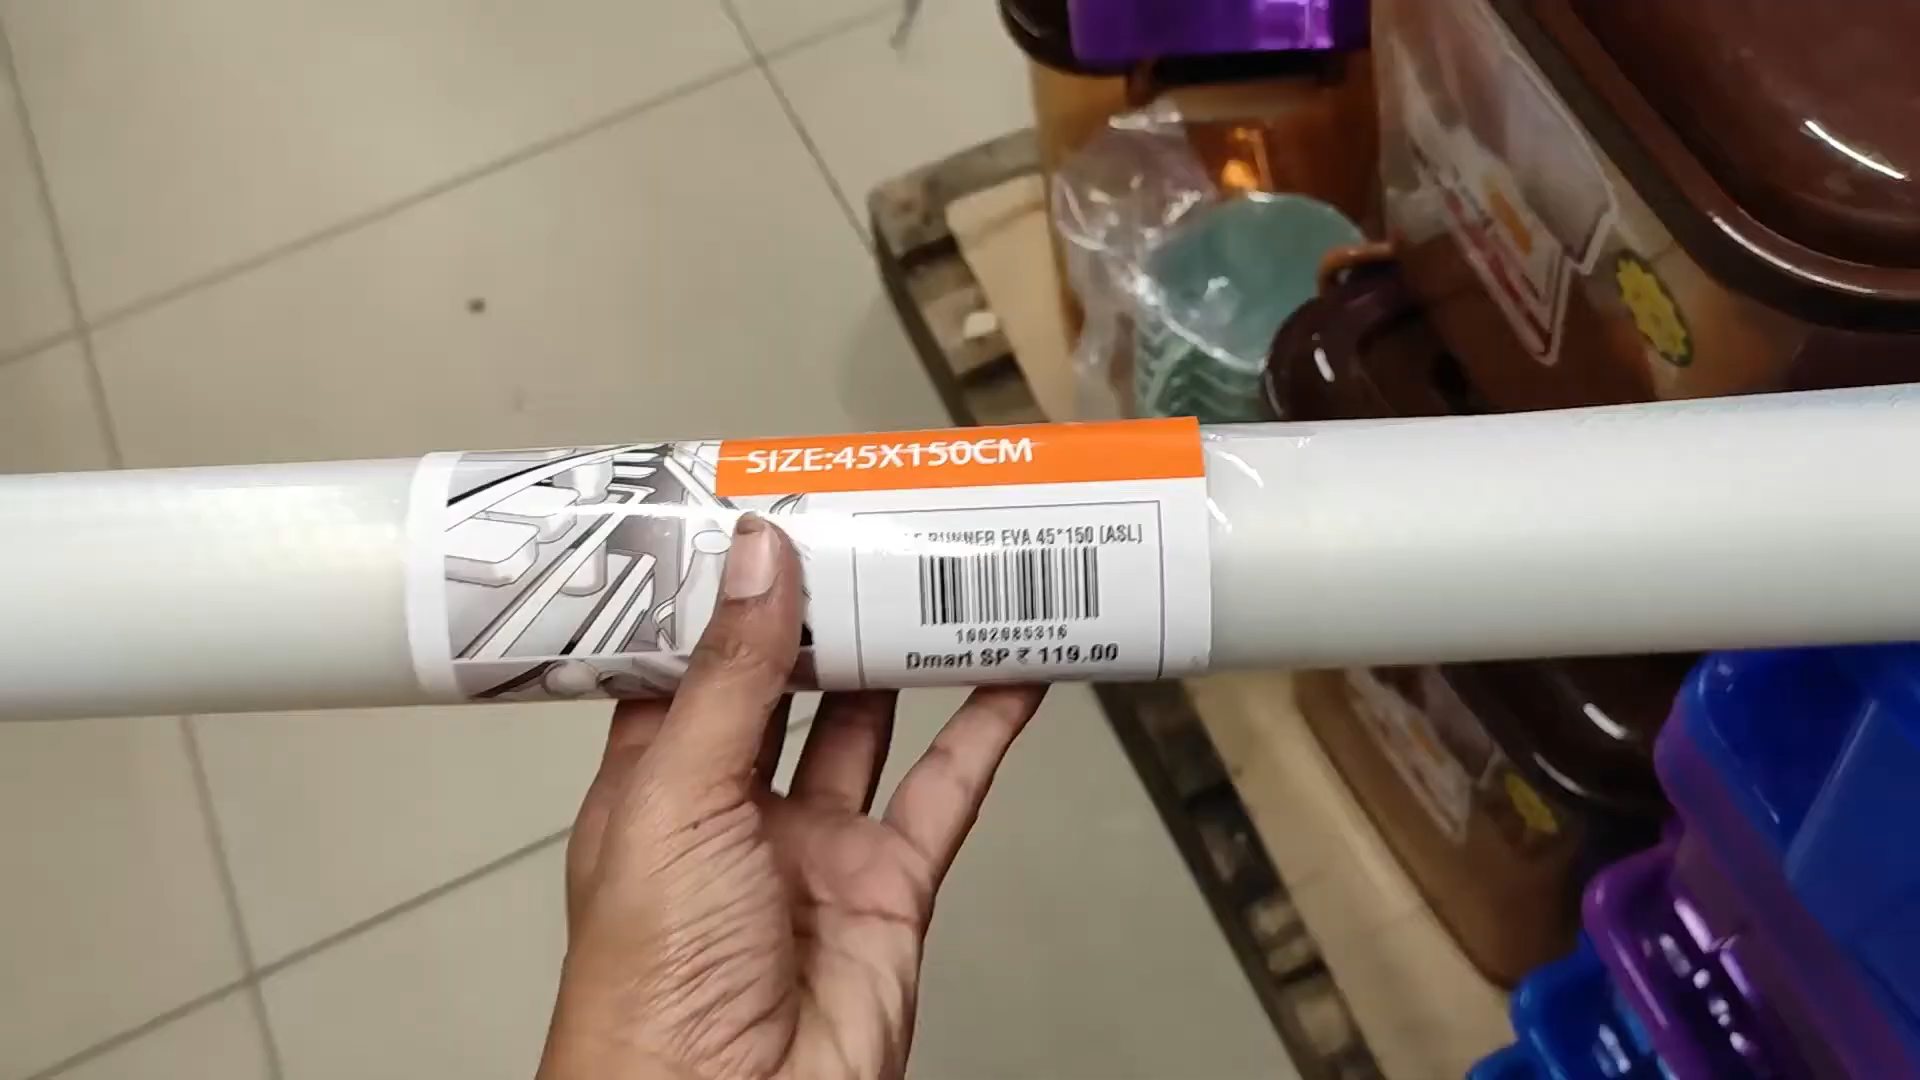 SIZE:45X150CM
RUNNER EVA 45*150 [ASL]
1002085316
Dmart SP ₹ 119.00